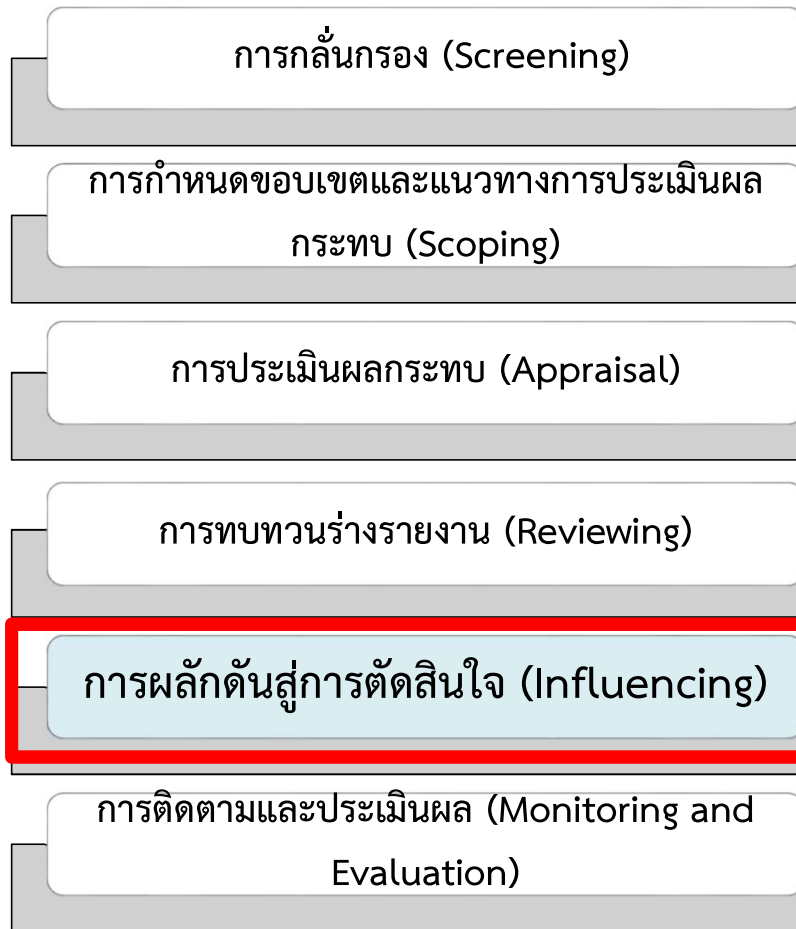 การกลั่นกรอง (Screening)
การกำหนดขอบเขตและแนวทางการประเมินผล
กระทบ (Scoping)
การประเมินผลกระทบ (Appraisal)
การทบทวนร่างรายงาน (Reviewing)
การผลักดันสู่การตัดสินใจ (Influencing)
การติดตามและประเมินผล (Monitoring and
Evaluation)